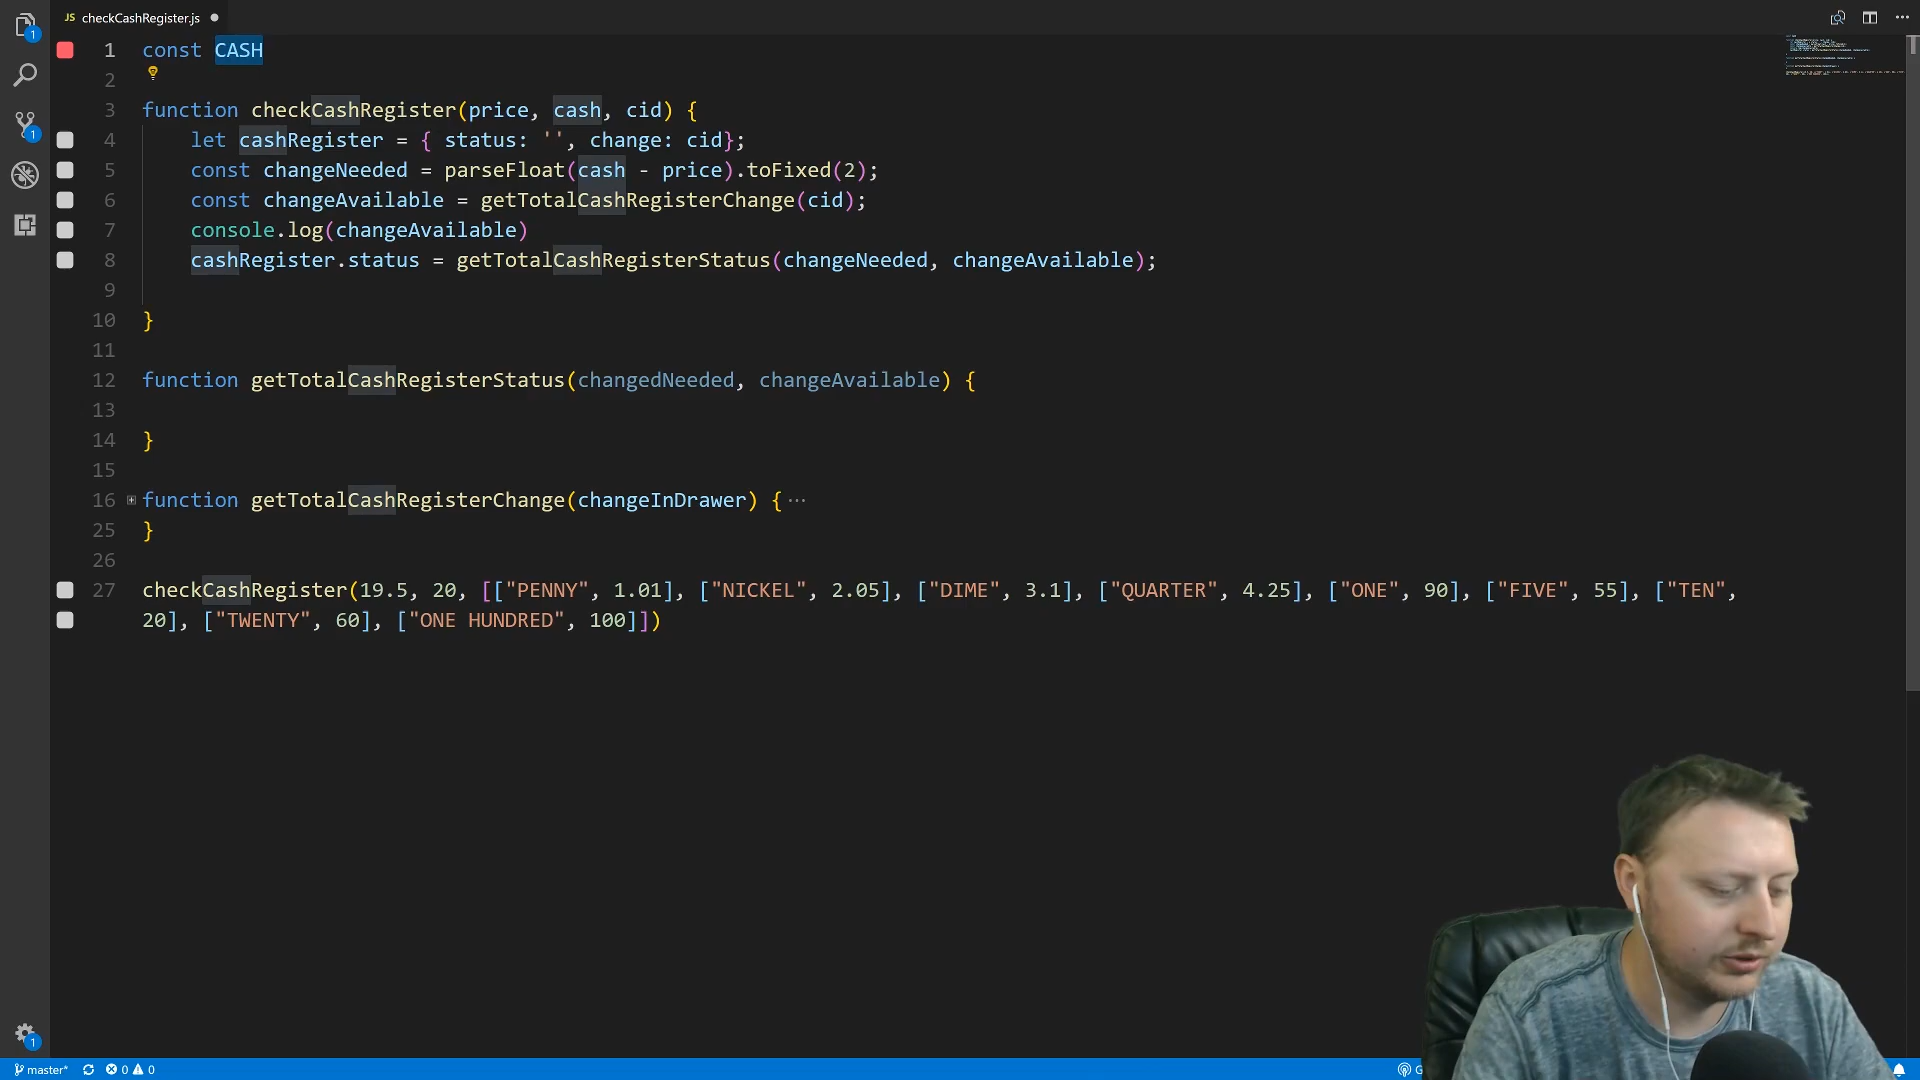 JS checkCashRegister.js
1 const CASH
2
3 function checkCashRegister(price, cash, cid) {
4 let cashRegister = { status: '', change: cid};
5 const changeNeeded = parseFloat(cash - price).toFixed(2);
6 const changeAvailable = getTotalCashRegisterChange(cid);
7 console.log(changeAvailable)
8 cashRegister.status = getTotalCashRegisterStatus(changeNeeded, changeAvailable);
9
10 }
11
12 function getTotalCashRegisterStatus(changedNeeded, changeAvailable) {
13
14 }
15
16 function getTotalCashRegisterChange(changeInDrawer) {···
25 }
26
27 checkCashRegister(19.5, 20, [["PENNY", 1.01], ["NICKEL", 2.05], ["DIME", 3.1], ["QUARTER", 4.25], ["ONE", 90], ["FIVE", 55], ["TEN",
20], ["TWENTY", 60], ["ONE HUNDRED", 100]])
1
1
1
master* 0 0 G